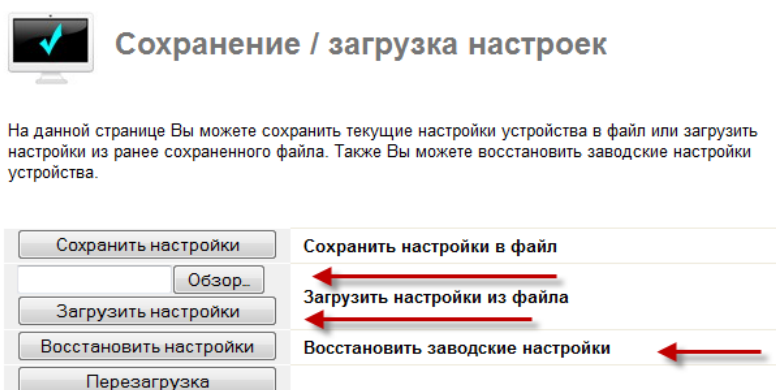 Сохранение / загрузка настроек
На данной странице Вы можете сохранить текущие настройки устройства в файл или загрузить
настройки из ранее сохраненного файла. Также Вы можете восстановить заводские настройки
устройства.
Сохранить настройки Сохранить настройки в файл
Обзор...
Загрузить настройки из файла
Загрузить настройки
Восстановить настройки Восстановить заводские настройки
Перезагрузка